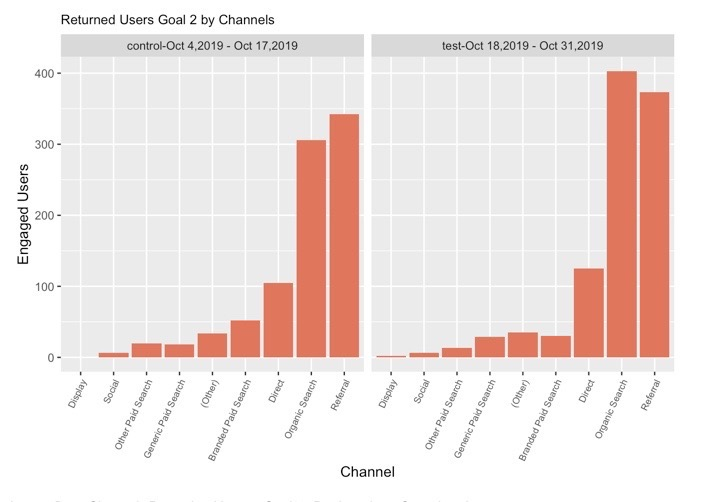 Returned Users Goal 2 by Channels
control-Oct 4,2019 - Oct 17,2019
test-Oct 18,2019 - Oct 31,2019
Engaged Users
400
300
200
100
0
Display
Social
Other Paid Search
Generic Paid Search
(Other)
Branded Paid Search
Direct
Organic Search
Referral
Display
Social
Other Paid Search
Generic Paid Search
(Other)
Branded Paid Search
Direct
Organic Search
Referral
Channel